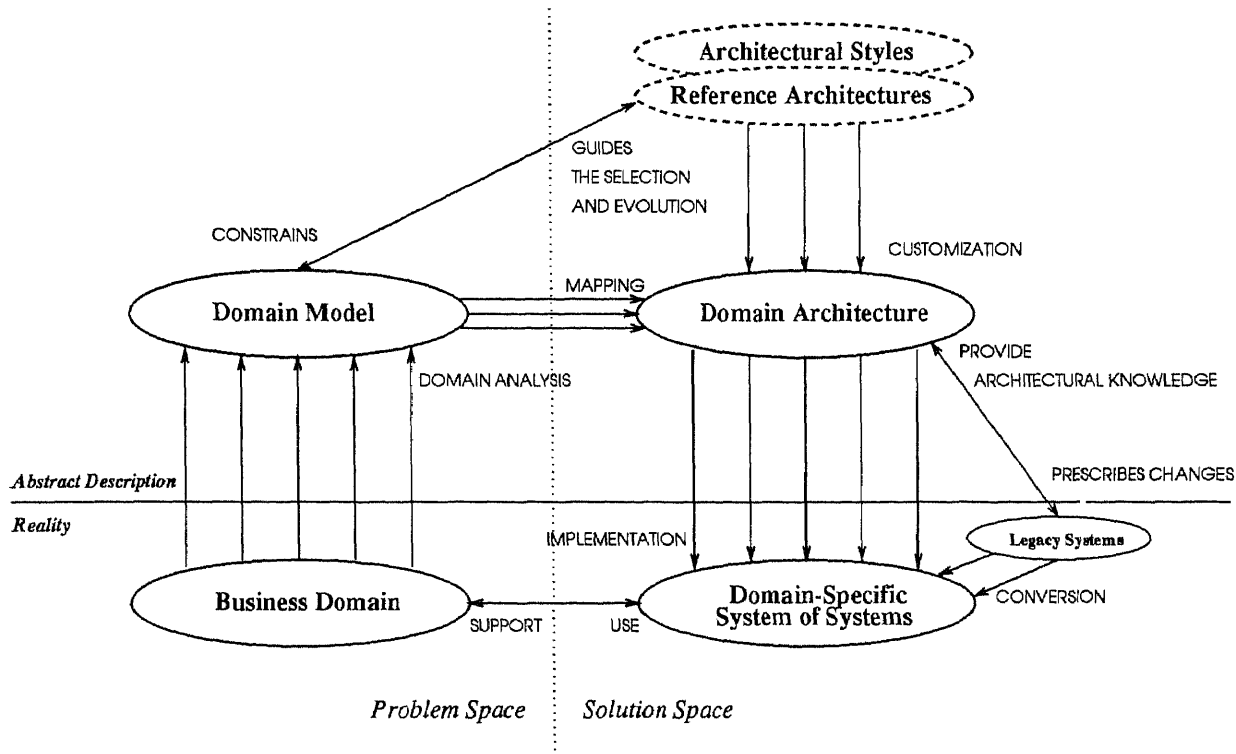 Architectural Styles
Reference Architectures
GUIDES
THE SELECTION
AND EVOLUTION
CONSTRAINS
CUSTOMIZATION
MAPPING
Domain Model
Domain Architecture
PROVIDE
ARCHITECTURAL KNOWLEDGE
DOMAIN ANALYSIS
Abstract Description
PRESCRIBES CHANGES
Reality
IMPLEMENTATION
Legacy Systems
Business Domain
Domain-Specific
System of Systems
CONVERSION
SUPPORT
USE
Problem Space
Solution Space